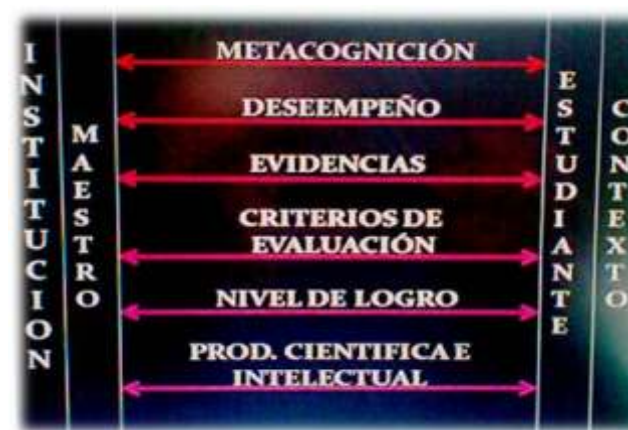 INSTITUCION
MAESTRO
METACOGNICIÓN
DESEEMPEÑO
EVIDENCIAS
CRITERIOS DE
EVALUACIÓN
NIVEL DE LOGRO
PROD. CIENTIFICA E
INTELECTUAL
ESTUDIANTE
CONTEXTO